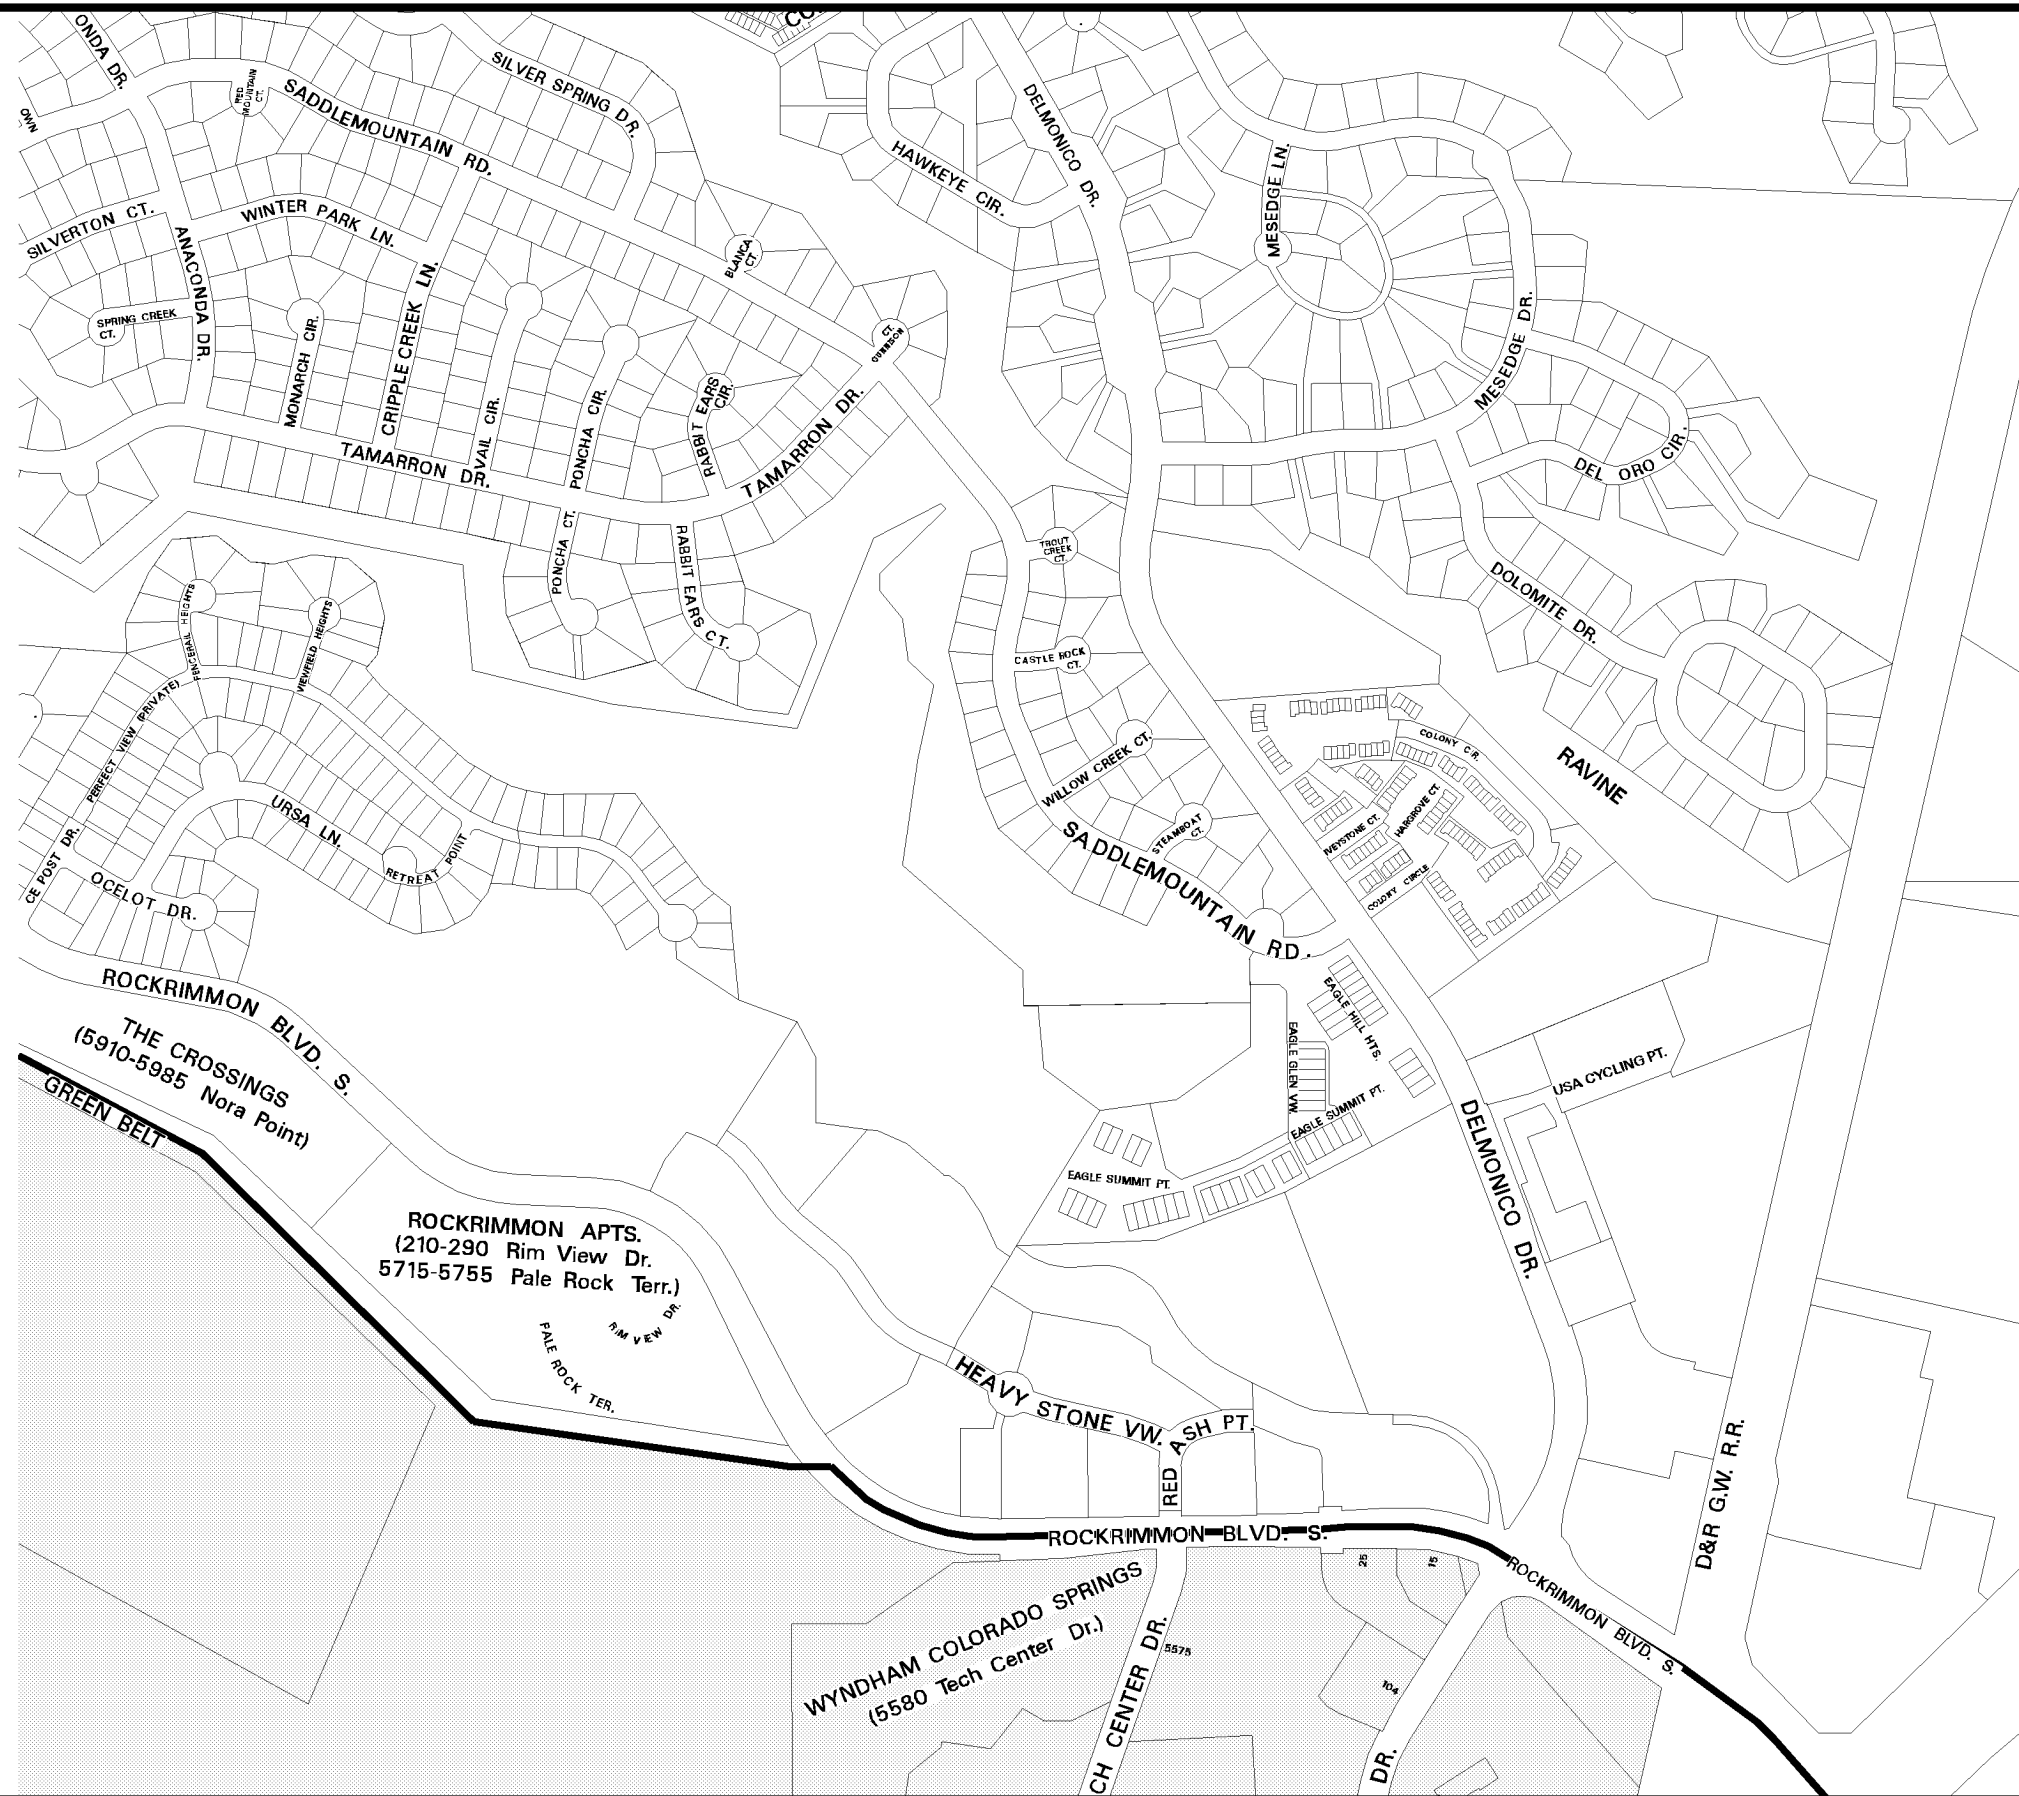 ONDA DR.
OWN
RED
MOUNTAIN
CT.
SADDLEMOUNTAIN RD.
SILVER SPRING DR.
DELMONICO DR.
HAWKEYE CIR.
MESEDGE LN.
SILVERTON CT.
WINTER PARK LN.
ANACONDA DR.
BLANCA
CT.
SPRING CREEK
CT.
MONARCH CIR.
CRIPPLE CREEK LN.
VAIL CIR.
PONCHA CIR.
RABBIT EARS
CIR.
CT.
GUNNISON
TAMARRON DR.
TAMARRON DR.
MESEDGE DR.
DEL ORO CIR.
PONCHA CT.
RABBIT EARS CT.
TROUT
CREEK
CT.
DOLOMITE DR.
HEIGHTS
VIEWFIELD HEIGHTS
CASTLE ROCK
CT.
PERFECT VIEW (PRIVATE)
WILLOW CREEK CT.
COLONY CIR.
RAVINE
URSA LN.
RETREAT POINT
CE POST DR.
OCELOT DR.
STEAMBOAT
CT.
SADDLEMOUNTAIN RD.
IVEYSTONE CT.
HARGROVE CT.
COLONY CIRCLE
ROCKRIMMON BLVD. S.
THE CROSSINGS
(5910-5985 Nora Point)
GREEN BELT
EAGLE HILL HTS.
EAGLE GLEN VW.
EAGLE SUMMIT PT.
EAGLE SUMMIT PT.
USA CYCLING PT.
DELMONICO DR.
ROCKRIMMON APTS.
(210-290 Rim View Dr.
5715-5755 Pale Rock Terr.)
RIM VIEW DR.
PALE ROCK TER.
HEAVY STONE VW.
RED ASH PT.
D&R G.W. R.R.
ROCKRIMMON BLVD. S.
ROCKRIMMON BLVD. S.
25
15
WYNDHAM COLORADO SPRINGS
(5580 Tech Center Dr.)
5575
104
CH CENTER DR.
DR.